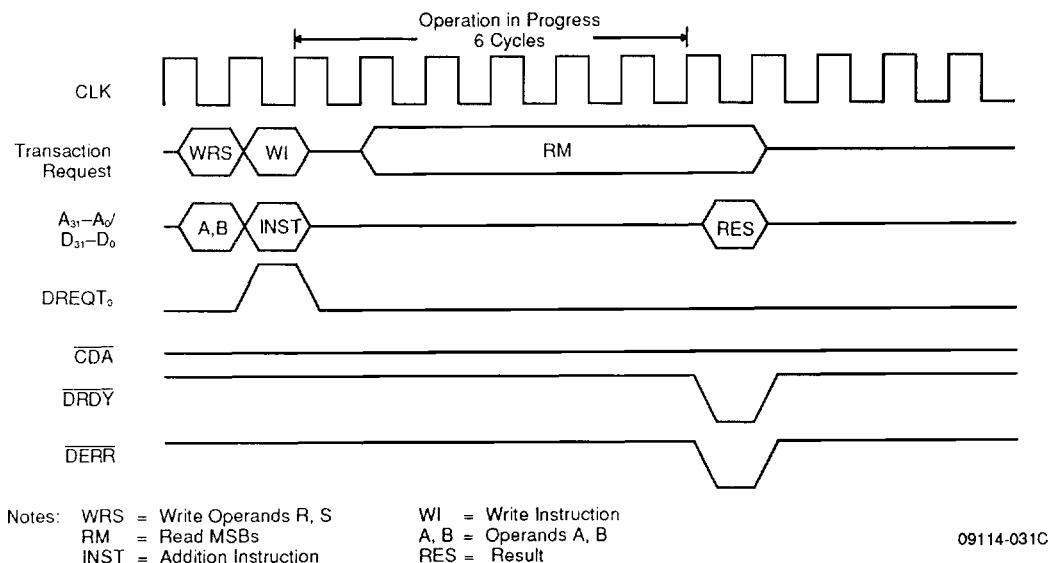 Operation in Progress
6 Cycles
CLK
Transaction
Request
WRS
WI
RM
A₃₁–A₀/
D₃₁–D₀
A,B
INST
RES
DREQT₀
CDA
DRDY
DERR
Notes: WRS = Write Operands R, S WI = Write Instruction
RM = Read MSBs A, B = Operands A, B
INST = Addition Instruction RES = Result
09114-031C